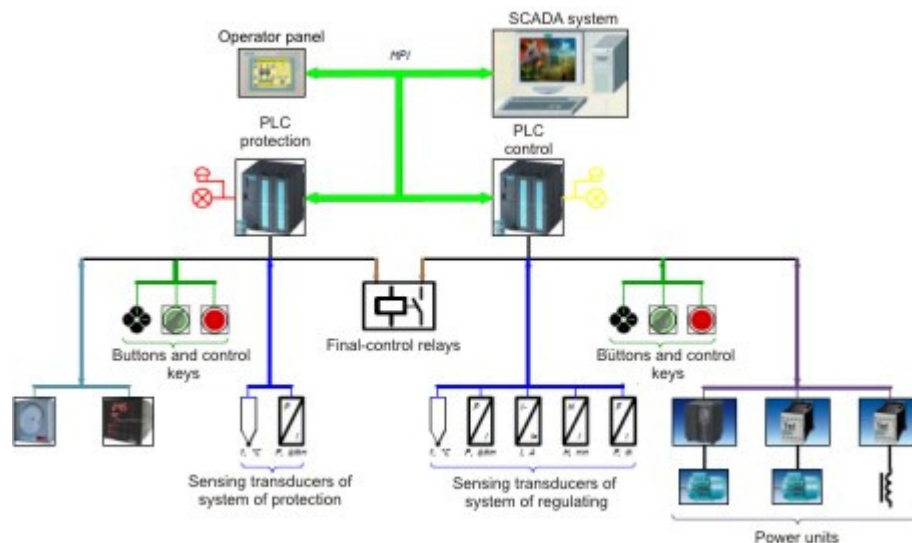 SCADA system
Operator panel
MPI
PLC
protection
PLC
control
Final-control relays
Buttons and control
keys
Buttons and control
keys
t, °C
t, °C
Sensing transducers of
system of protection
Sensing transducers of
system of regulating
Power units